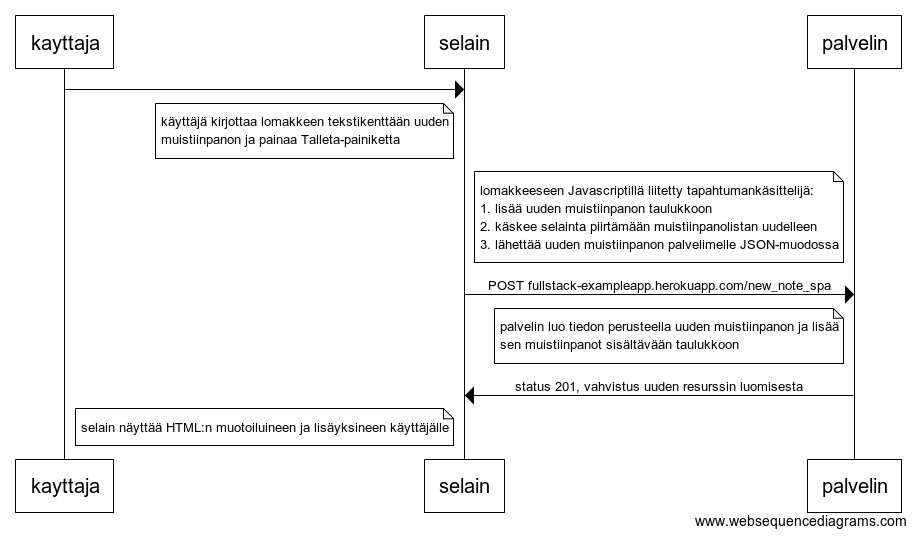 kayttaja
selain
palvelin
käyttäjä kirjottaa lomakkeen tekstikenttään uuden
muistiinpanon ja painaa Talleta-painiketta
lomakkeeseen Javascriptillä liitetty tapahtumankäsittelijä:
1. lisää uuden muistiinpanon taulukkoon
2. käskee selainta piirtämään muistiinpanolistan uudelleen
3. lähettää uuden muistiinpanon palvelimelle JSON-muodossa
POST fullstack-exampleapp.herokuapp.com/new_note_spa
palvelin luo tiedon perusteella uuden muistiinpanon ja lisää
sen muistiinpanot sisältävään taulukkoon
status 201, vahvistus uuden resurssin luomisesta
selain näyttää HTML:n muotoiluineen ja lisäyksineen käyttäjälle
kayttaja
selain
palvelin
www.websequencediagrams.com